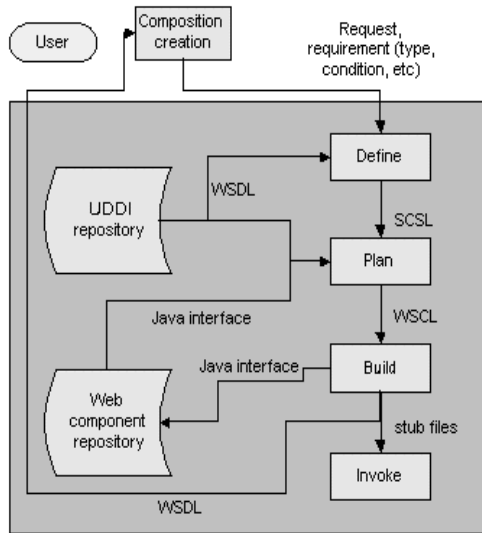 User
Composition
creation
Request,
requirement (type,
condition, etc)
Define
UDDI
repository
WSDL
SCSL
Plan
Java interface
WSCL
Java interface
Build
Web
component
repository
stub files
Invoke
WSDL